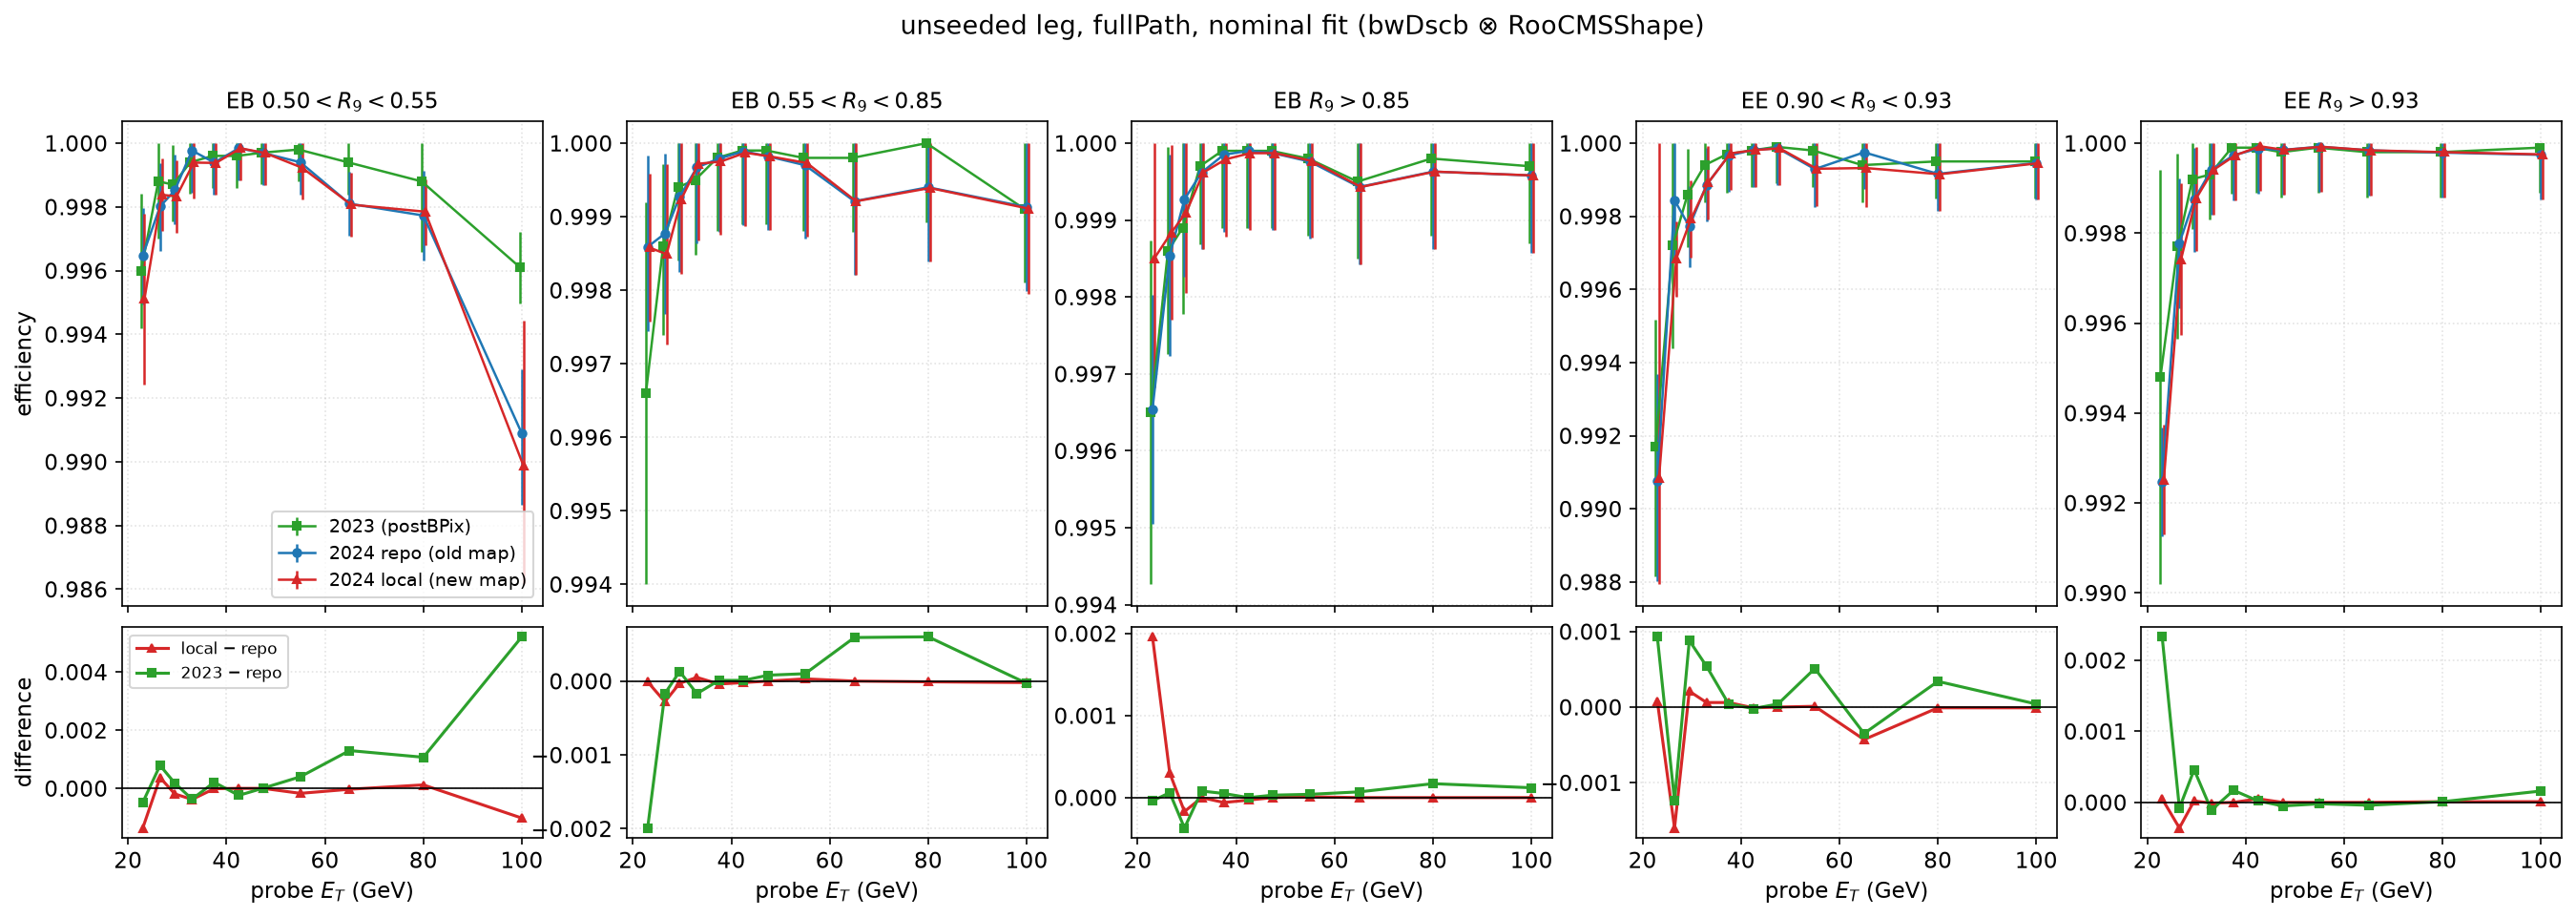 unseeded leg, fullPath, nominal fit (bwDscb ⊗ RooCMSShape)
EB 0.50 < R₉ < 0.55
EB 0.55 < R₉ < 0.85
EB R₉ > 0.85
EE 0.90 < R₉ < 0.93
EE R₉ > 0.93
efficiency
1.000
0.998
0.996
0.994
0.992
0.990
0.988
0.986
2023 (postBPix)
2024 repo (old map)
2024 local (new map)
1.000
0.999
0.998
0.997
0.996
0.995
0.994
1.000
0.999
0.998
0.997
0.996
0.995
0.994
1.000
0.998
0.996
0.994
0.992
0.990
0.988
1.000
0.998
0.996
0.994
0.992
0.990
difference
0.004
0.002
0.000
local − repo
2023 − repo
0.000
−0.001
−0.002
0.002
0.001
0.000
0.001
0.000
−0.001
0.002
0.001
0.000
20 40 60 80 100
20 40 60 80 100
20 40 60 80 100
20 40 60 80 100
20 40 60 80 100
probe E_T (GeV)
probe E_T (GeV)
probe E_T (GeV)
probe E_T (GeV)
probe E_T (GeV)